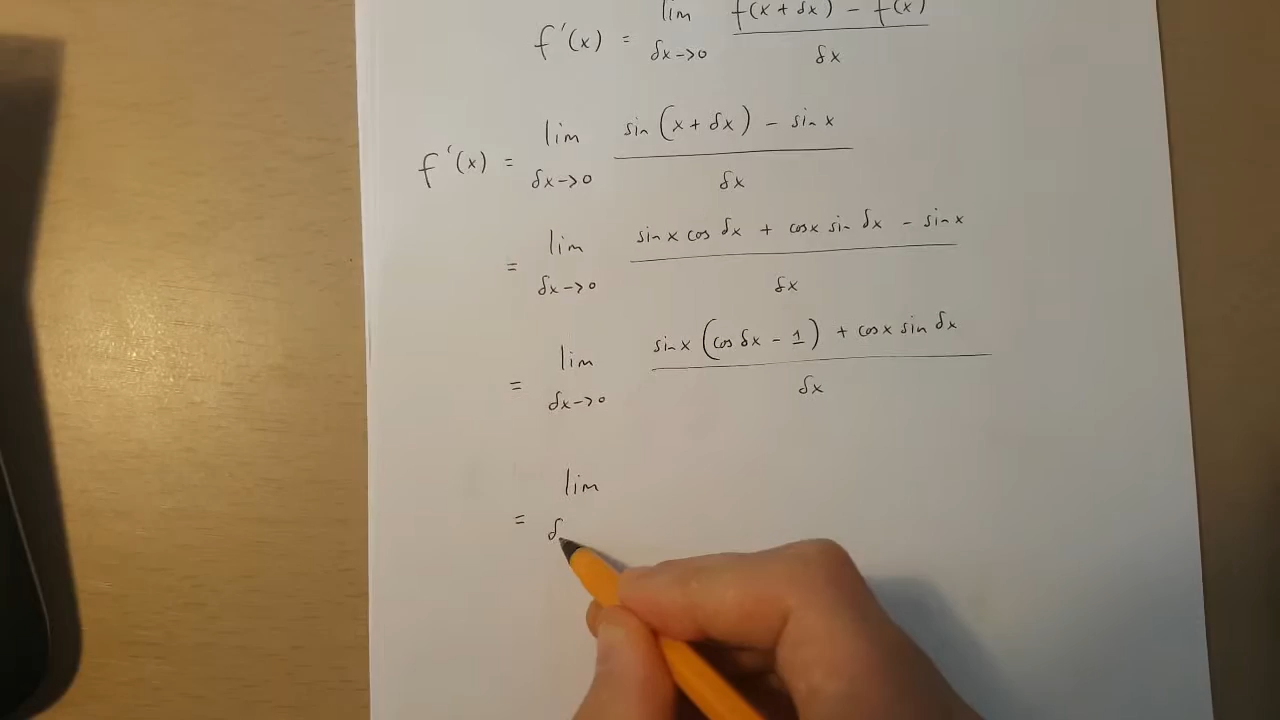 f'(x) = lim δx→0 f(x + δx) − f(x) / δx
f'(x) = lim δx→0 sin (x + δx) − sin x / δx
= lim δx→0 sin x cos δx + cos x sin δx − sin x / δx
= lim δx→0 sin x (cos δx − 1) + cos x sin δx / δx
= lim δ